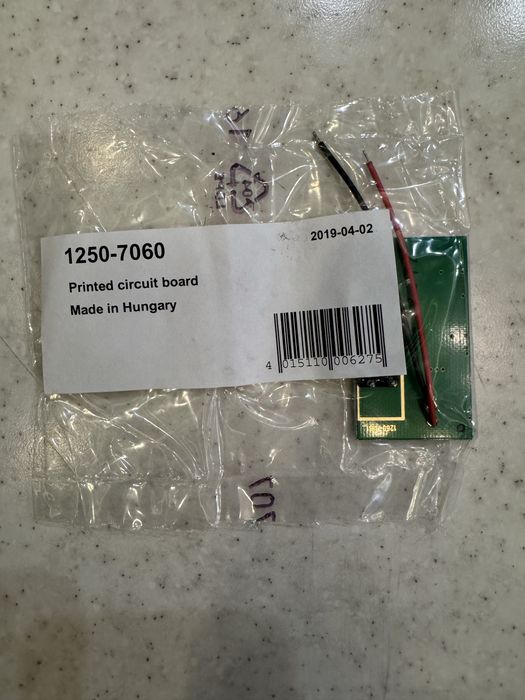 1250-7060
2019-04-02
Printed circuit board
Made in Hungary
4 015110 006275